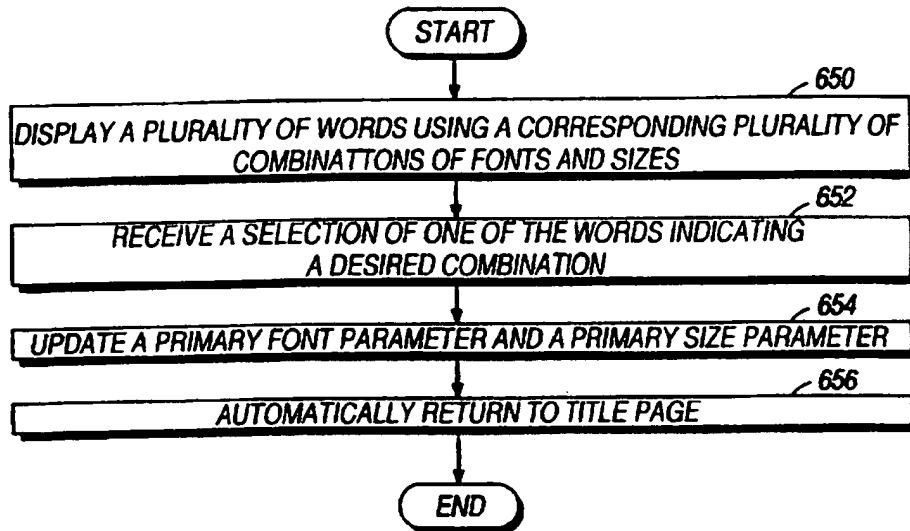 START
650
DISPLAY A PLURALITY OF WORDS USING A CORRESPONDING PLURALITY OF
COMBINATTONS OF FONTS AND SIZES
652
RECEIVE A SELECTION OF ONE OF THE WORDS INDICATING
A DESIRED COMBINATION
654
UPDATE A PRIMARY FONT PARAMETER AND A PRIMARY SIZE PARAMETER
656
AUTOMATICALLY RETURN TO TITLE PAGE
END